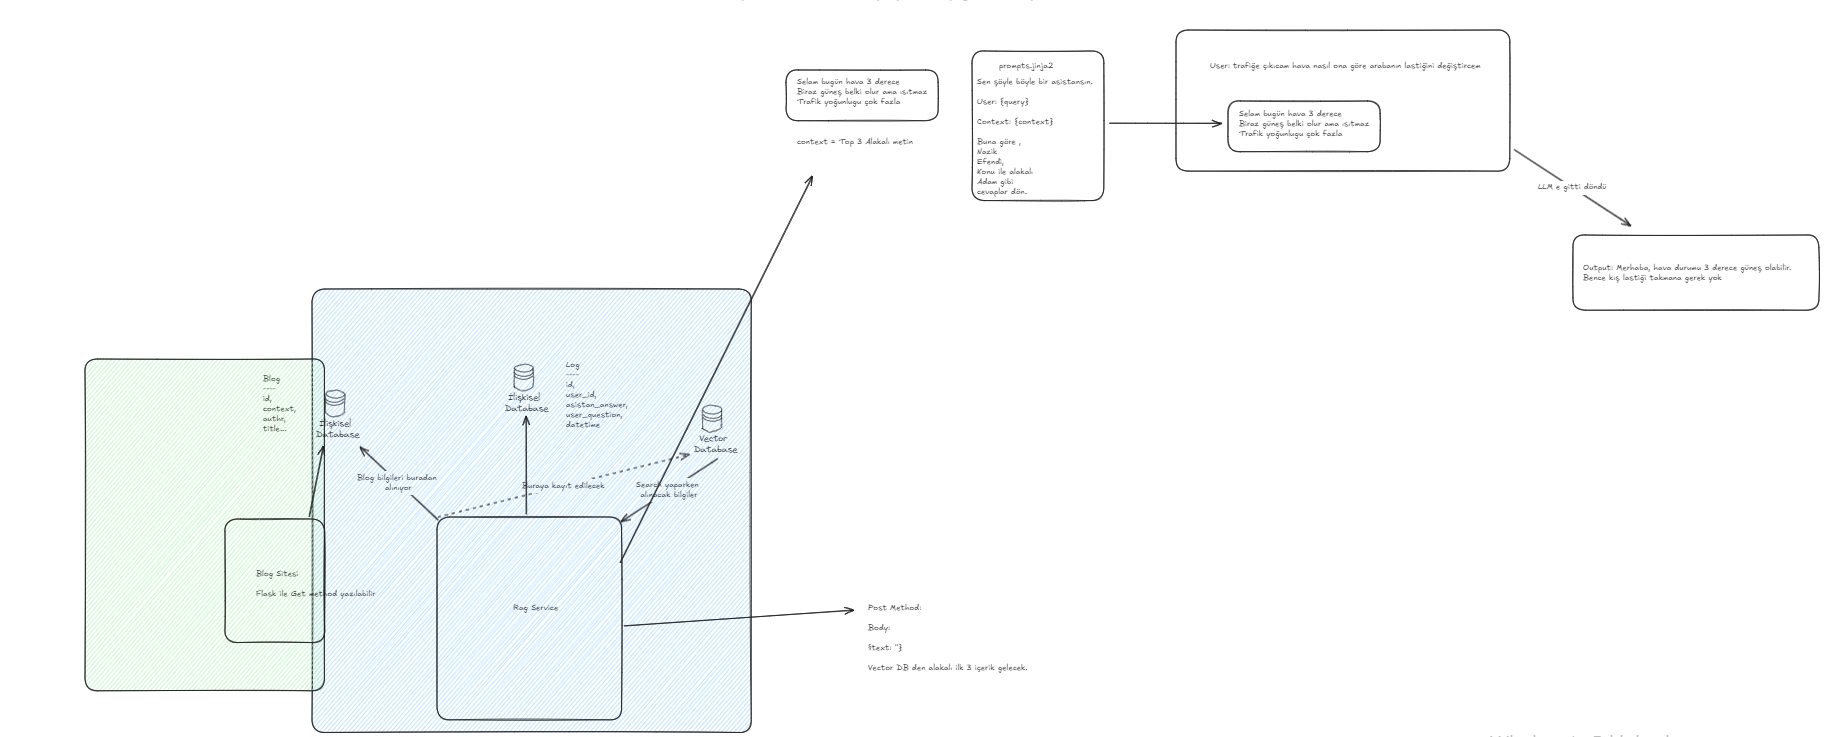 Selam bugün hava 3 derece
Biraz güneş belki olur ama ısıtmaz
Trafik yoğunlugu çok fazla
context = Top 3 Alakalı metin
prompts.jinja2
Sen şöyle böyle bir asistansın.
User: {query}
Context: {context}
Buna göre ,
Nazik
Efendi,
Konu ile alakalı
Adam gibi
cevaplar dön.
User: trafiğe çıkıcam hava nasıl ona göre arabanın lastiğini değiştircem
Selam bugün hava 3 derece
Biraz güneş belki olur ama ısıtmaz
Trafik yoğunlugu çok fazla
LLM e gitti döndü
Output: Merhaba, hava durumu 3 derece güneş olabilir.
Bence kış lastiği takmana gerek yok
Blog
----
id,
context,
authr,
title...
İlişkisel
Database
İlişkisel
Database
Log
----
id,
user_id,
asistan_answer,
user_question,
datetime
Vector
Database
Blog bilgileri buradan
alınıyor
Buraya kayıt edilecek
Search yaparken
alınacak bilgiler
Blog Sitesi
Flask ile Get method yazılabilir
Rag Service
Post Method:
Body:
{text: ''}
Vector DB den alakalı ilk 3 içerik gelecek.